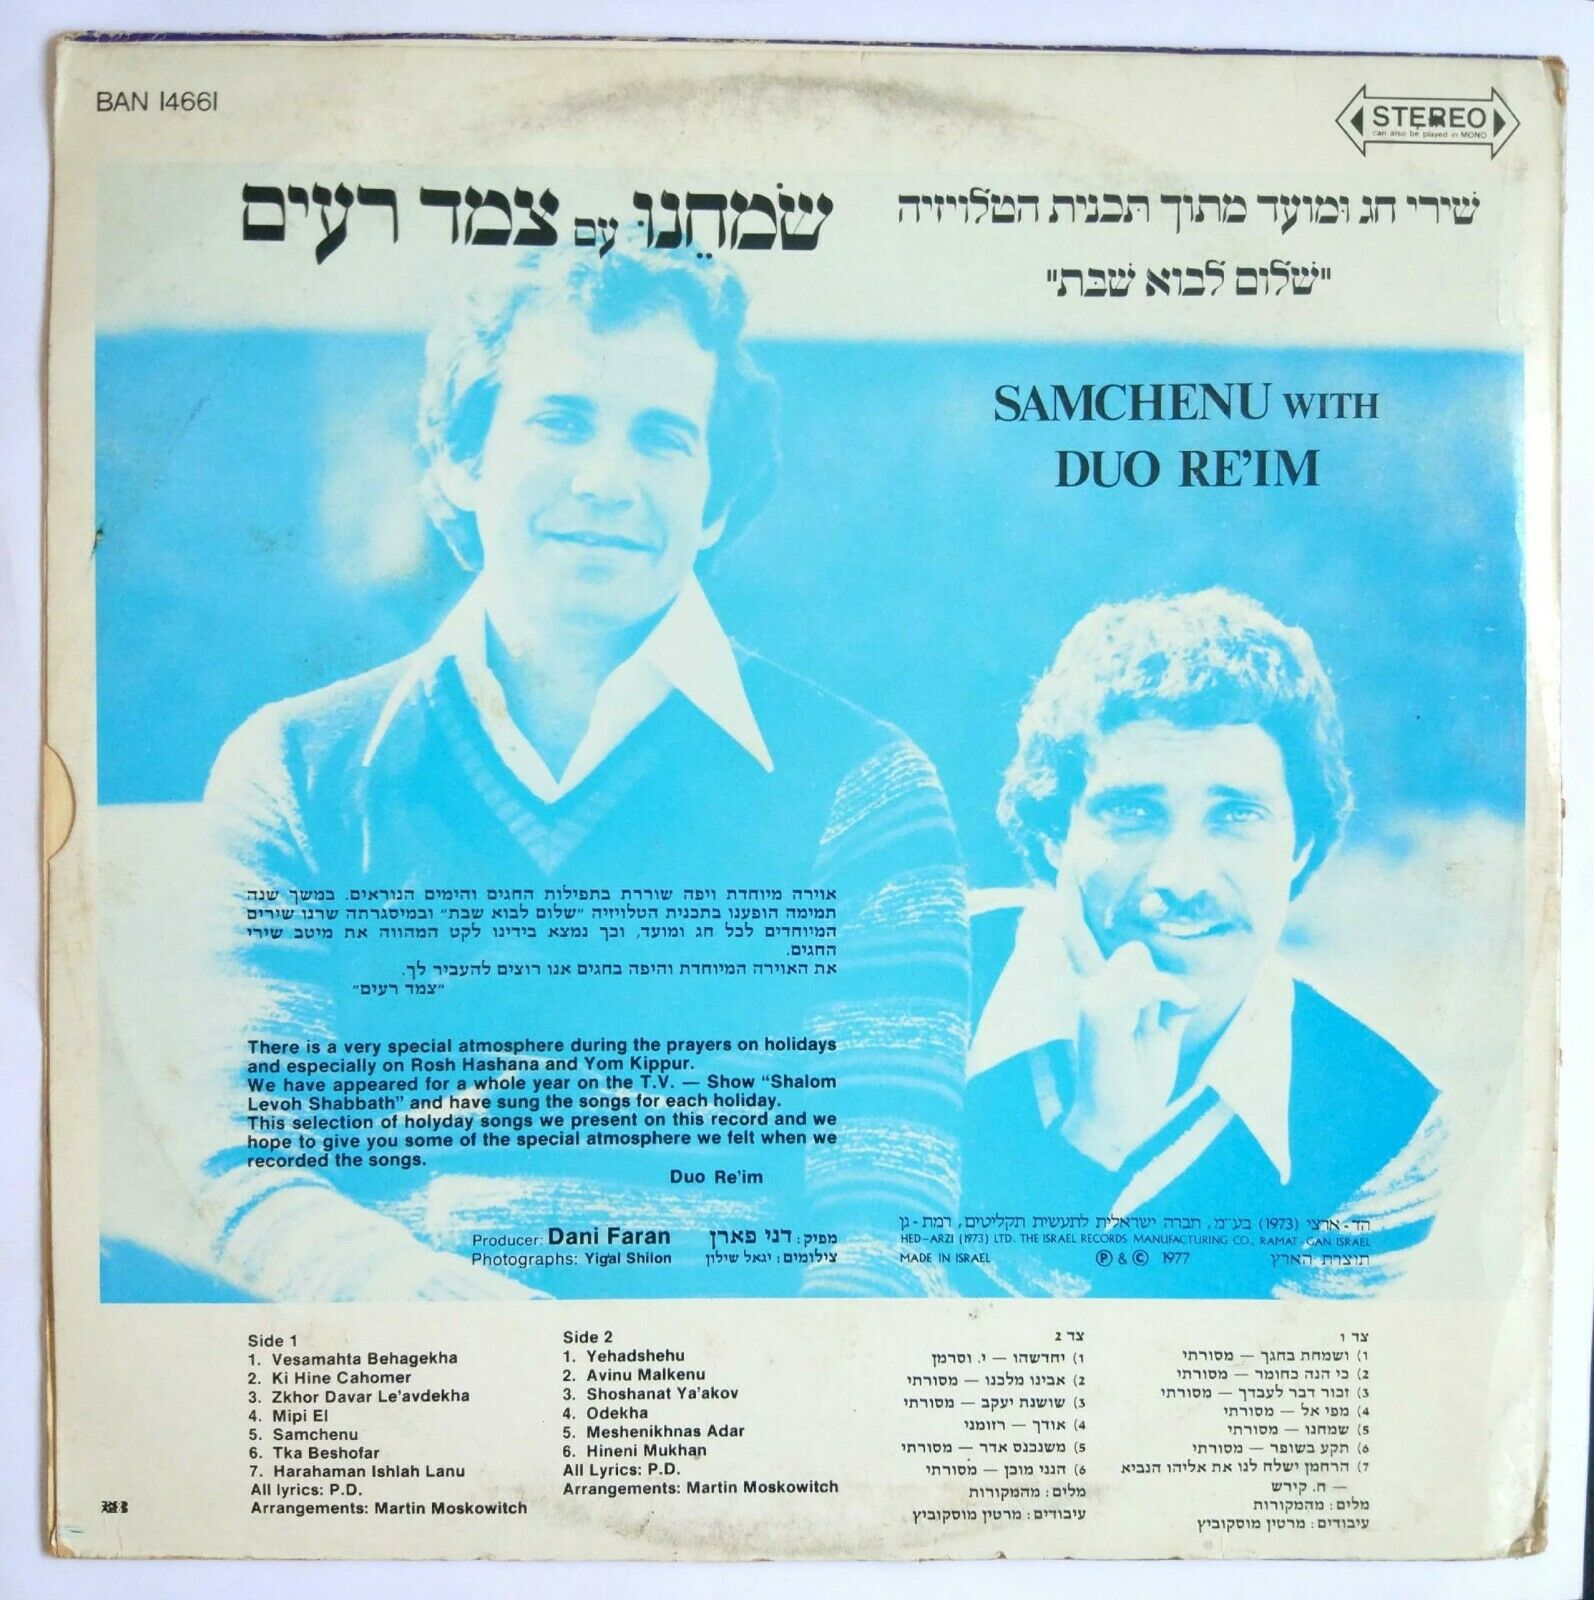 BAN 14661
STEREO
can also be played in MONO
שׂמחֵנוּ עם צמד רעים
שירי חג ומועד מתוך תכנית הטלויזיה
"שלום לבוא שבת"
SAMCHENU WITH
DUO RE'IM
אוירה מיוחדת ויפה שוררת בתפילות החגים והימים הנוראים. במשך שנה
תמימה הופענו בתכנית הטלויזיה "שלום לבוא שבת" ובמיסגרתה שרנו שירים
המיוחדים לכל חג ומועד, וכך נמצא בידינו לקט המהווה את מיטב שירי
החגים.
את האוירה המיוחדת והיפה בחגים אנו רוצים להעביר לך.
"צמד רעים"
There is a very special atmosphere during the prayers on holidays
and especially on Rosh Hashana and Yom Kippur.
We have appeared for a whole year on the T.V. — Show "Shalom
Levoh Shabbath" and have sung the songs for each holiday.
This selection of holyday songs we present on this record and we
hope to give you some of the special atmosphere we felt when we
recorded the songs.
Duo Re'im
Producer: Dani Faran מפיק: דני פארן
Photographs: Yigal Shilon צילומים: יגאל שילון
הד-ארצי (1973) בע"מ, חברה ישראלית לתעשית תקליטים, רמת-גן
HED-ARZI (1973) LTD. THE ISRAEL RECORDS MANUFACTURING CO., RAMAT-GAN ISRAEL
MADE IN ISRAEL Ⓟ & © 1977 תוצרת הארץ
Side 1
1. Vesamahta Behagekha
2. Ki Hine Cahomer
3. Zkhor Davar Le'avdekha
4. Mipi El
5. Samchenu
6. Tka Beshofar
7. Harahaman Ishlah Lanu
All lyrics: P.D.
Arrangements: Martin Moskowitch
Side 2
1. Yehadshehu
2. Avinu Malkenu
3. Shoshanat Ya'akov
4. Odekha
5. Meshenikhnas Adar
6. Hineni Mukhan
All Lyrics: P.D.
Arrangements: Martin Moskowitch
צד 1
1) ושמחת בחגך — מסורתי
2) כי הנה כחומר — מסורתי
3) זכור דבר לעבדך — מסורתי
4) מפי אל — מסורתי
5) שמחנו — מסורתי
6) תקע בשופר — מסורתי
7) הרחמן ישלח לנו את אליהו הנביא
— ח. קירש
מלים: מהמקורות
עיבודים: מרטין מוסקוביץ
צד 2
1) יחדשהו — י. וסרמן
2) אבינו מלכנו — מסורתי
3) שושנת יעקב — מסורתי
4) אודך — רזומני
5) משנכנס אדר — מסורתי
6) הנני מוכן — מסורתי
מלים: מהמקורות
עיבודים: מרטין מוסקוביץ